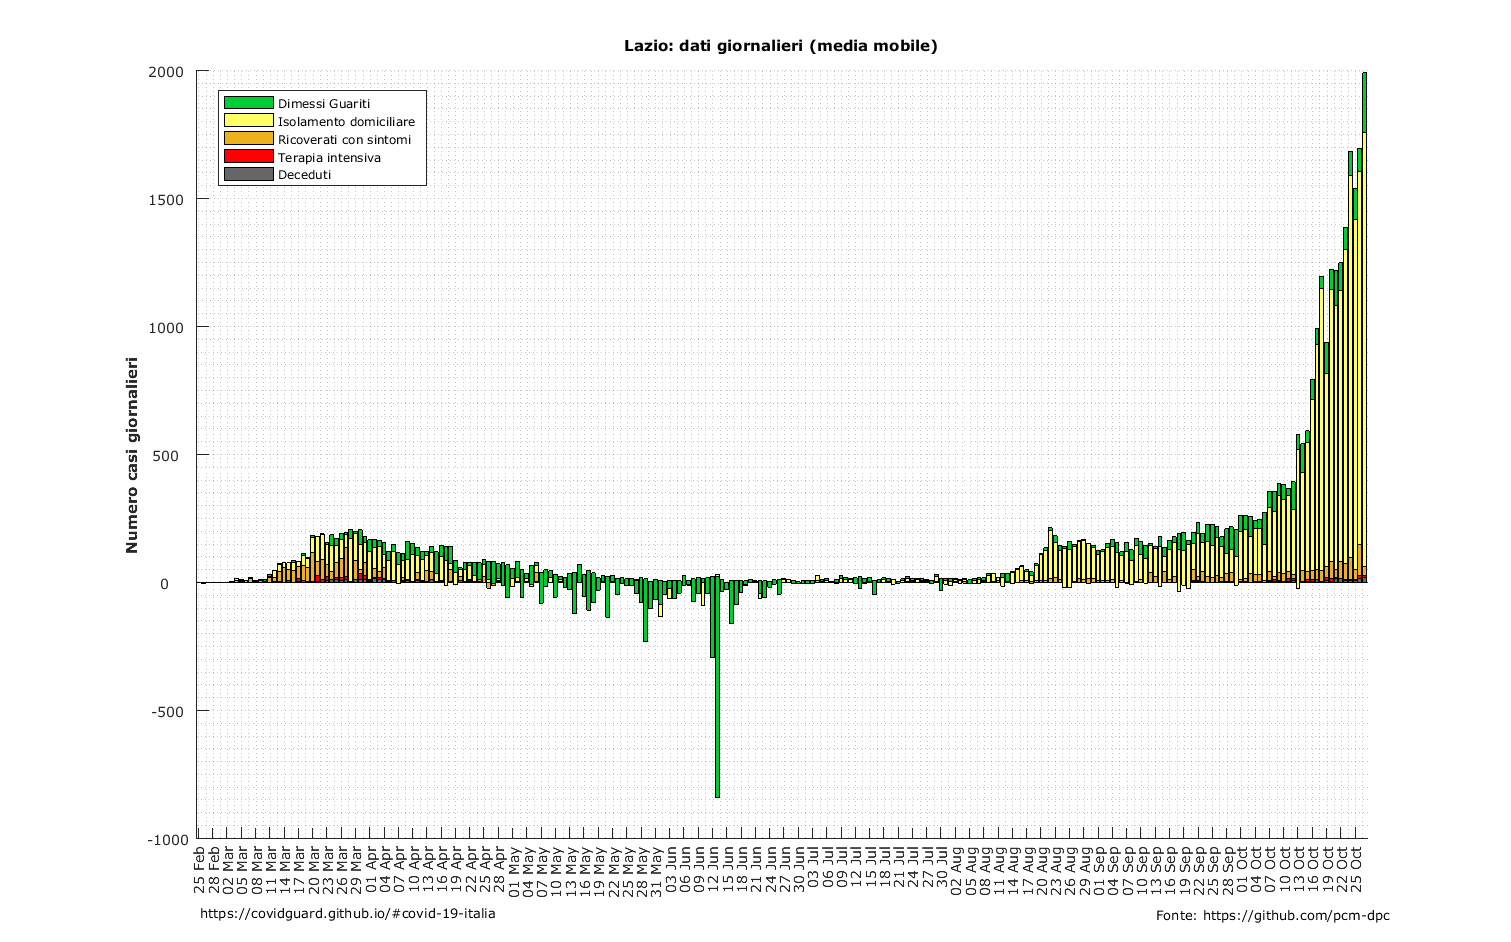 Lazio: dati giornalieri (media mobile)
2000
1500
1000
500
0
-500
-1000
Numero casi giornalieri
Dimessi Guariti
Isolamento domiciliare
Ricoverati con sintomi
Terapia intensiva
Deceduti
25 Feb
28 Feb
02 Mar
05 Mar
08 Mar
11 Mar
14 Mar
17 Mar
20 Mar
23 Mar
26 Mar
29 Mar
01 Apr
04 Apr
07 Apr
10 Apr
13 Apr
16 Apr
19 Apr
22 Apr
25 Apr
28 Apr
01 May
04 May
07 May
10 May
13 May
16 May
19 May
22 May
25 May
28 May
31 May
03 Jun
06 Jun
09 Jun
12 Jun
15 Jun
18 Jun
21 Jun
24 Jun
27 Jun
30 Jun
03 Jul
06 Jul
09 Jul
12 Jul
15 Jul
18 Jul
21 Jul
24 Jul
27 Jul
30 Jul
02 Aug
05 Aug
08 Aug
11 Aug
14 Aug
17 Aug
20 Aug
23 Aug
26 Aug
29 Aug
01 Sep
04 Sep
07 Sep
10 Sep
13 Sep
16 Sep
19 Sep
22 Sep
25 Sep
28 Sep
01 Oct
04 Oct
07 Oct
10 Oct
13 Oct
16 Oct
19 Oct
22 Oct
25 Oct
https://covidguard.github.io/#covid-19-italia
Fonte: https://github.com/pcm-dpc